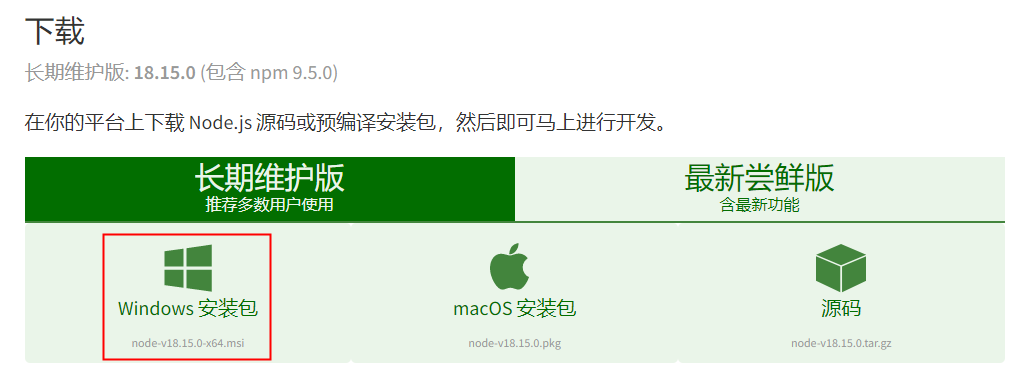 下载
长期维护版: 18.15.0 (包含 npm 9.5.0)
在你的平台上下载 Node.js 源码或预编译安装包，然后即可马上进行开发。
长期维护版
推荐多数用户使用
最新尝鲜版
含最新功能
Windows 安装包
node-v18.15.0-x64.msi
macOS 安装包
node-v18.15.0.pkg
源码
node-v18.15.0.tar.gz